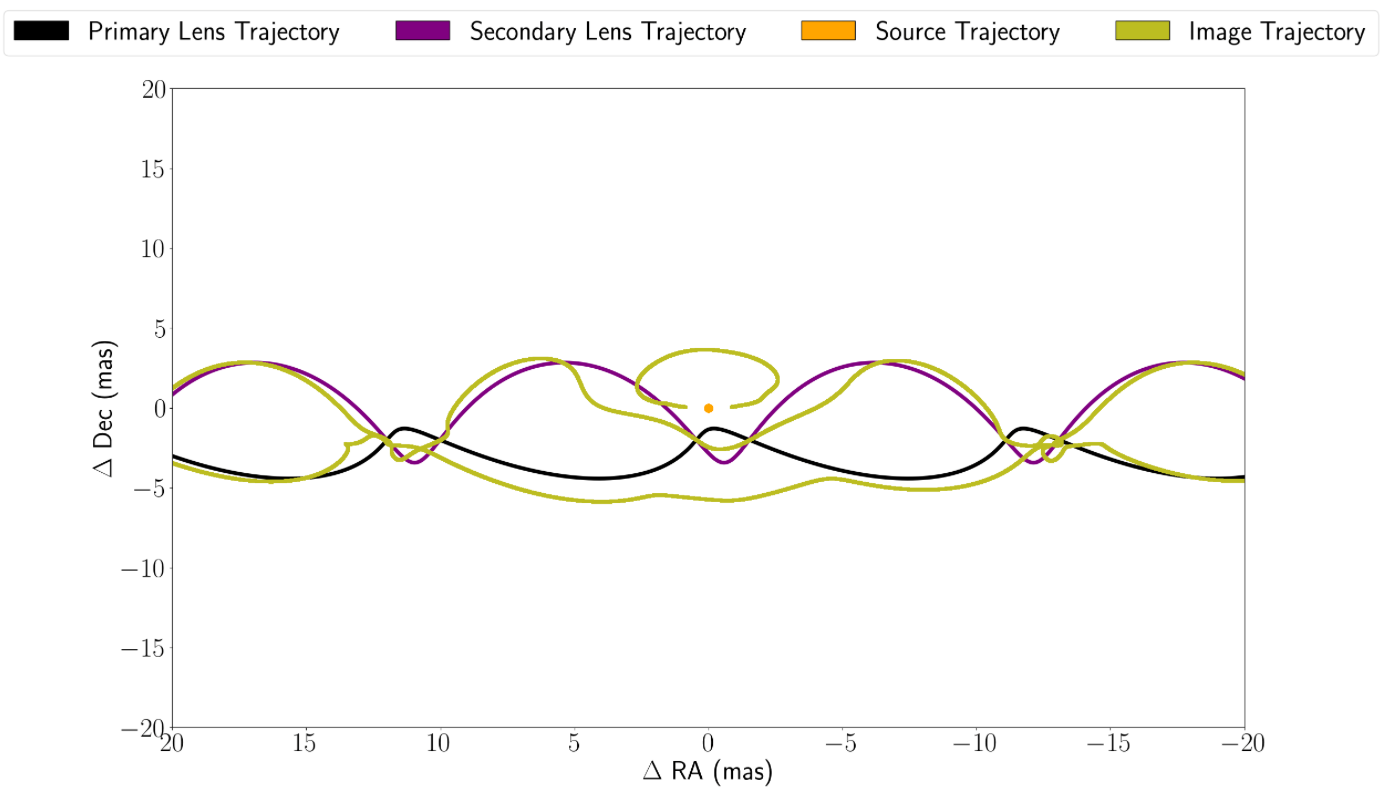 Primary Lens Trajectory Secondary Lens Trajectory Source Trajectory Image Trajectory
20
15
10
5
0
−5
−10
−15
−20
Δ Dec (mas)
20 15 10 5 0 −5 −10 −15 −20
Δ RA (mas)